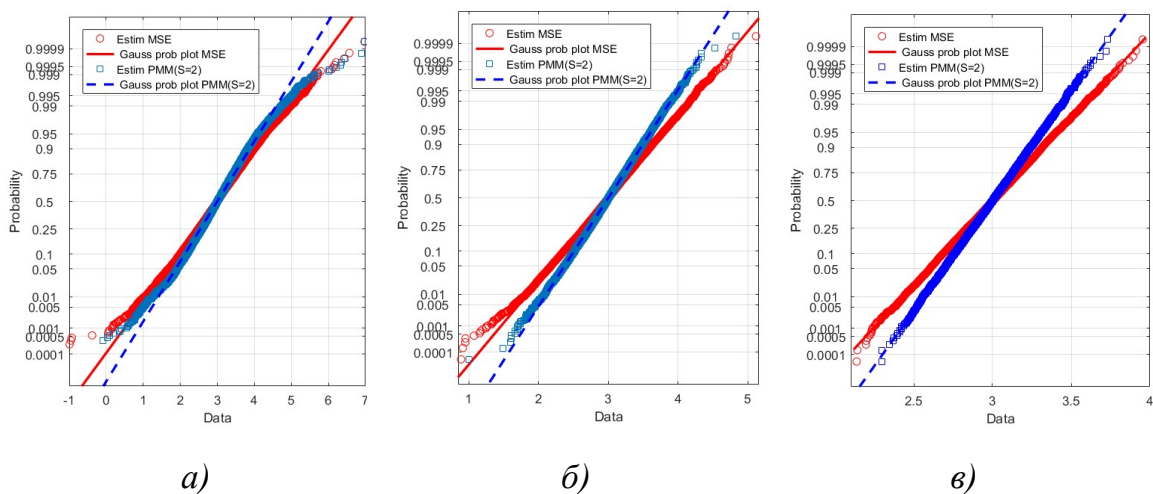 Estim MSE
Gauss prob plot MSE
Estim PMM(S=2)
Gauss prob plot PMM(S=2)
0.9999
0.9995
0.999
0.995
0.99
0.95
0.9
0.75
0.5
0.25
0.1
0.05
0.01
0.005
0.001
0.0005
0.0001
Probability
-1 0 1 2 3 4 5 6 7
Data
а)
Estim MSE
Gauss prob plot MSE
Estim PMM(S=2)
Gauss prob plot PMM(S=2)
0.9999
0.9995
0.999
0.995
0.99
0.95
0.9
0.75
0.5
0.25
0.1
0.05
0.01
0.005
0.001
0.0005
0.0001
Probability
1 2 3 4 5
Data
б)
Estim MSE
Gauss prob plot MSE
Estim PMM(S=2)
Gauss prob plot PMM(S=2)
0.9999
0.9995
0.999
0.995
0.99
0.95
0.9
0.75
0.5
0.25
0.1
0.05
0.01
0.005
0.001
0.0005
0.0001
Probability
2.5 3 3.5 4
Data
в)